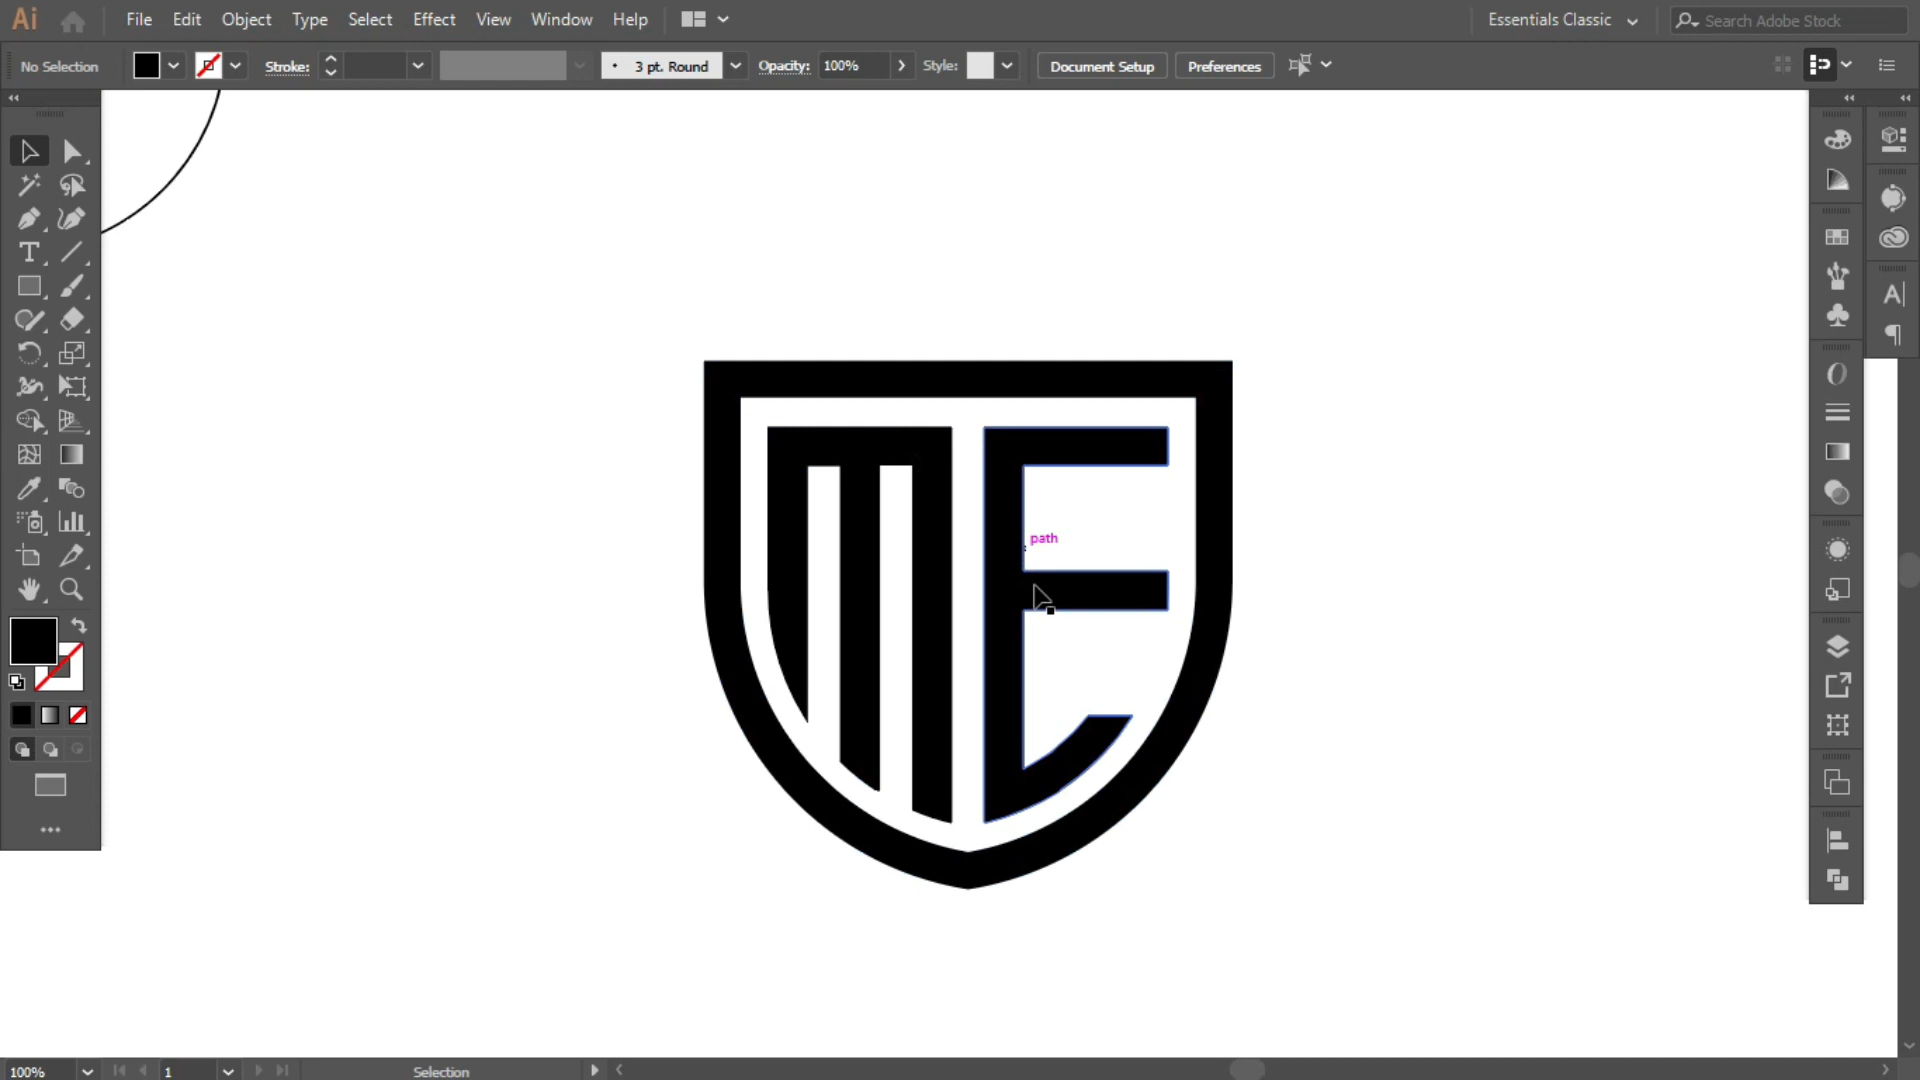 Ai File Edit Object Type Select Effect View Window Help Essentials Classic Search Adobe Stock
No Selection Stroke: 3 pt. Round Opacity: 100% Style: Document Setup Preferences
path
ME
100% 1 Selection